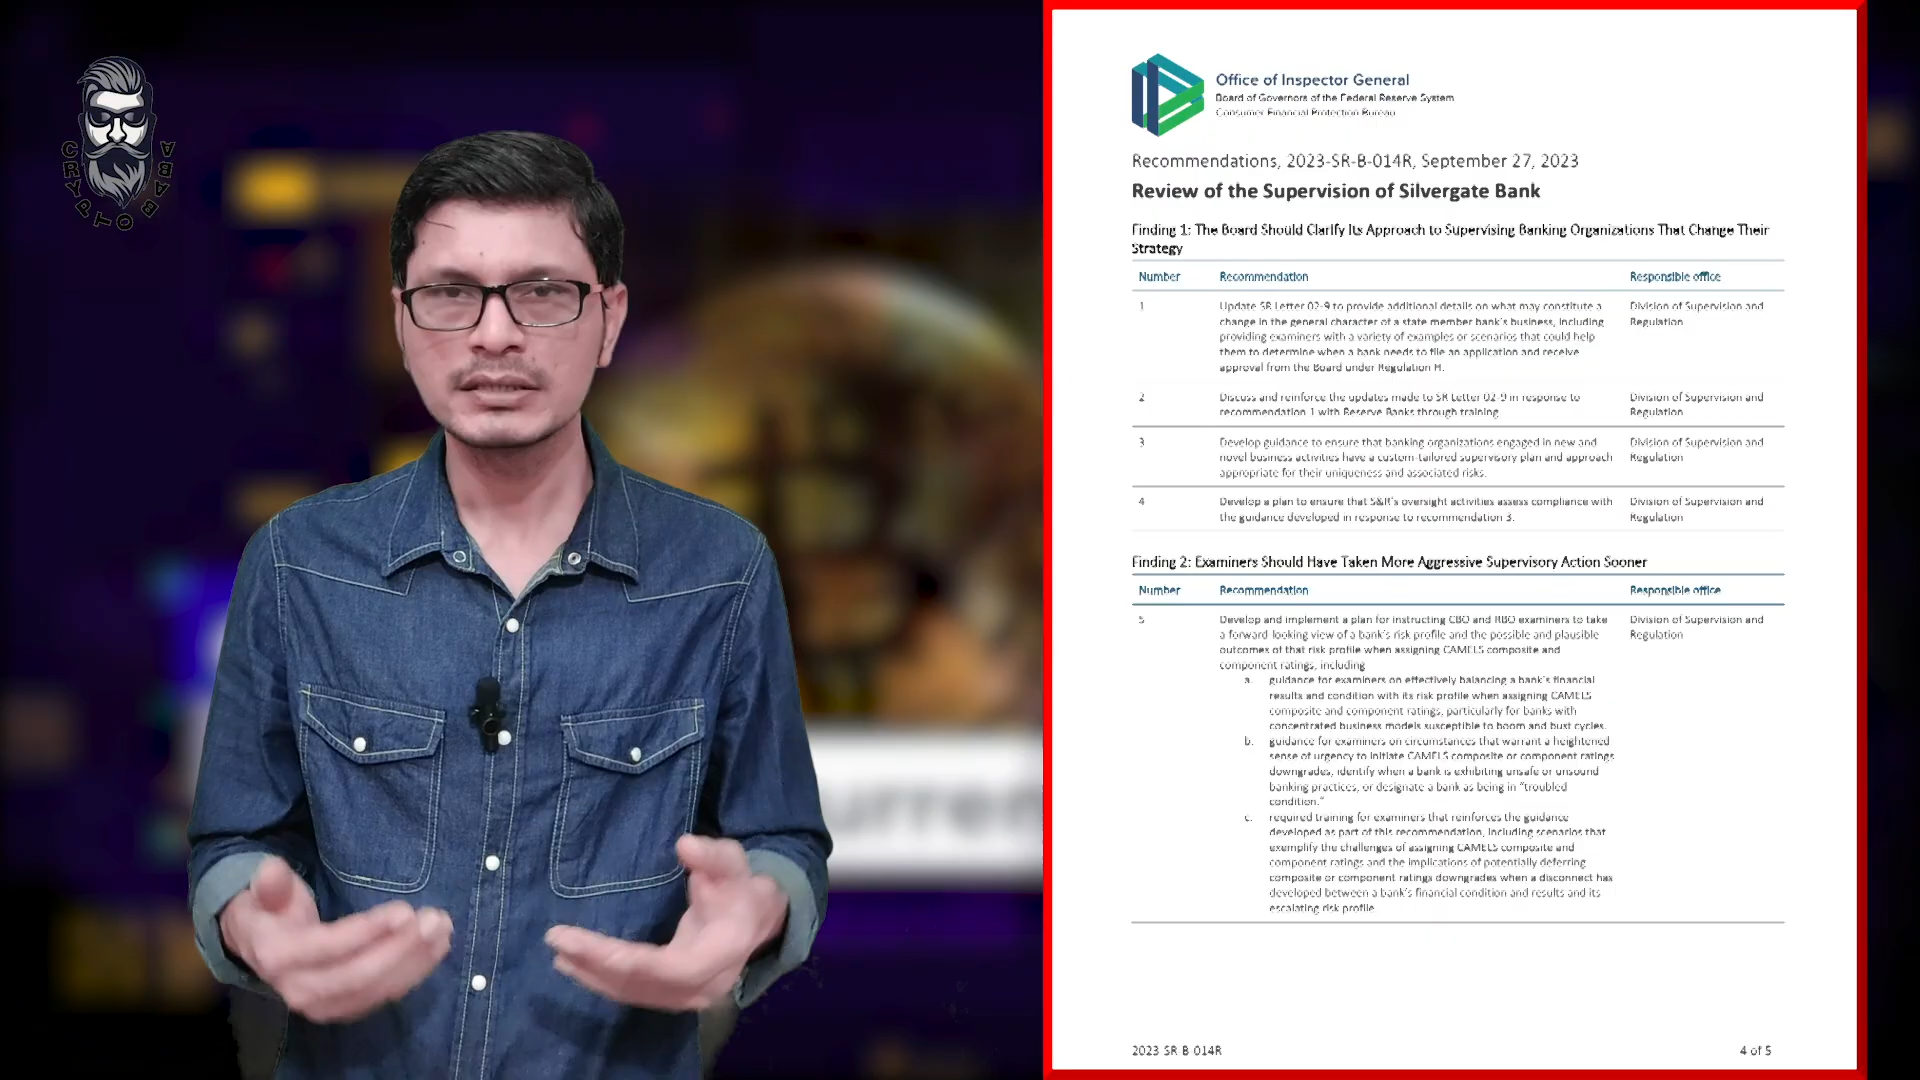 CRYPTO BABA
Office of Inspector General
Board of Governors of the Federal Reserve System
Consumer Financial Protection Bureau
Recommendations, 2023-SR-B-014R, September 27, 2023
Review of the Supervision of Silvergate Bank
Finding 1: The Board Should Clarify Its Approach to Supervising Banking Organizations That Change Their
Strategy
Number Recommendation Responsible office
1 Update SR Letter 02-9 to provide additional details on what may constitute a Division of Supervision and
change in the general character of a state member bank's business, including Regulation
providing examiners with a variety of examples or scenarios that could help
them to determine when a bank needs to file an application and receive
approval from the Board under Regulation H.
2 Discuss and reinforce the updates made to SR Letter 02-9 in response to Division of Supervision and
recommendation 1 with Reserve Banks through training. Regulation
3 Develop guidance to ensure that banking organizations engaged in new and Division of Supervision and
novel business activities have a custom-tailored supervisory plan and approach Regulation
appropriate for their uniqueness and associated risks.
4 Develop a plan to ensure that S&R's oversight activities assess compliance with Division of Supervision and
the guidance developed in response to recommendation 3. Regulation
Finding 2: Examiners Should Have Taken More Aggressive Supervisory Action Sooner
Number Recommendation Responsible office
5 Develop and implement a plan for instructing CBO and RBO examiners to take Division of Supervision and
a forward-looking view of a bank's risk profile and the possible and plausible Regulation
outcomes of that risk profile when assigning CAMELS composite and
component ratings, including
a. guidance for examiners on effectively balancing a bank's financial
results and condition with its risk profile when assigning CAMELS
composite and component ratings, particularly for banks with
concentrated business models susceptible to boom and bust cycles.
b. guidance for examiners on circumstances that warrant a heightened
sense of urgency to initiate CAMELS composite or component ratings
downgrades, identify when a bank is exhibiting unsafe or unsound
banking practices, or designate a bank as being in "troubled
condition."
c. required training for examiners that reinforces the guidance
developed as part of this recommendation, including scenarios that
exemplify the challenges of assigning CAMELS composite and
component ratings and the implications of potentially deferring
composite or component ratings downgrades when a disconnect has
developed between a bank's financial condition and results and its
escalating risk profile.
2023-SR-B-014R 4 of 5
urren